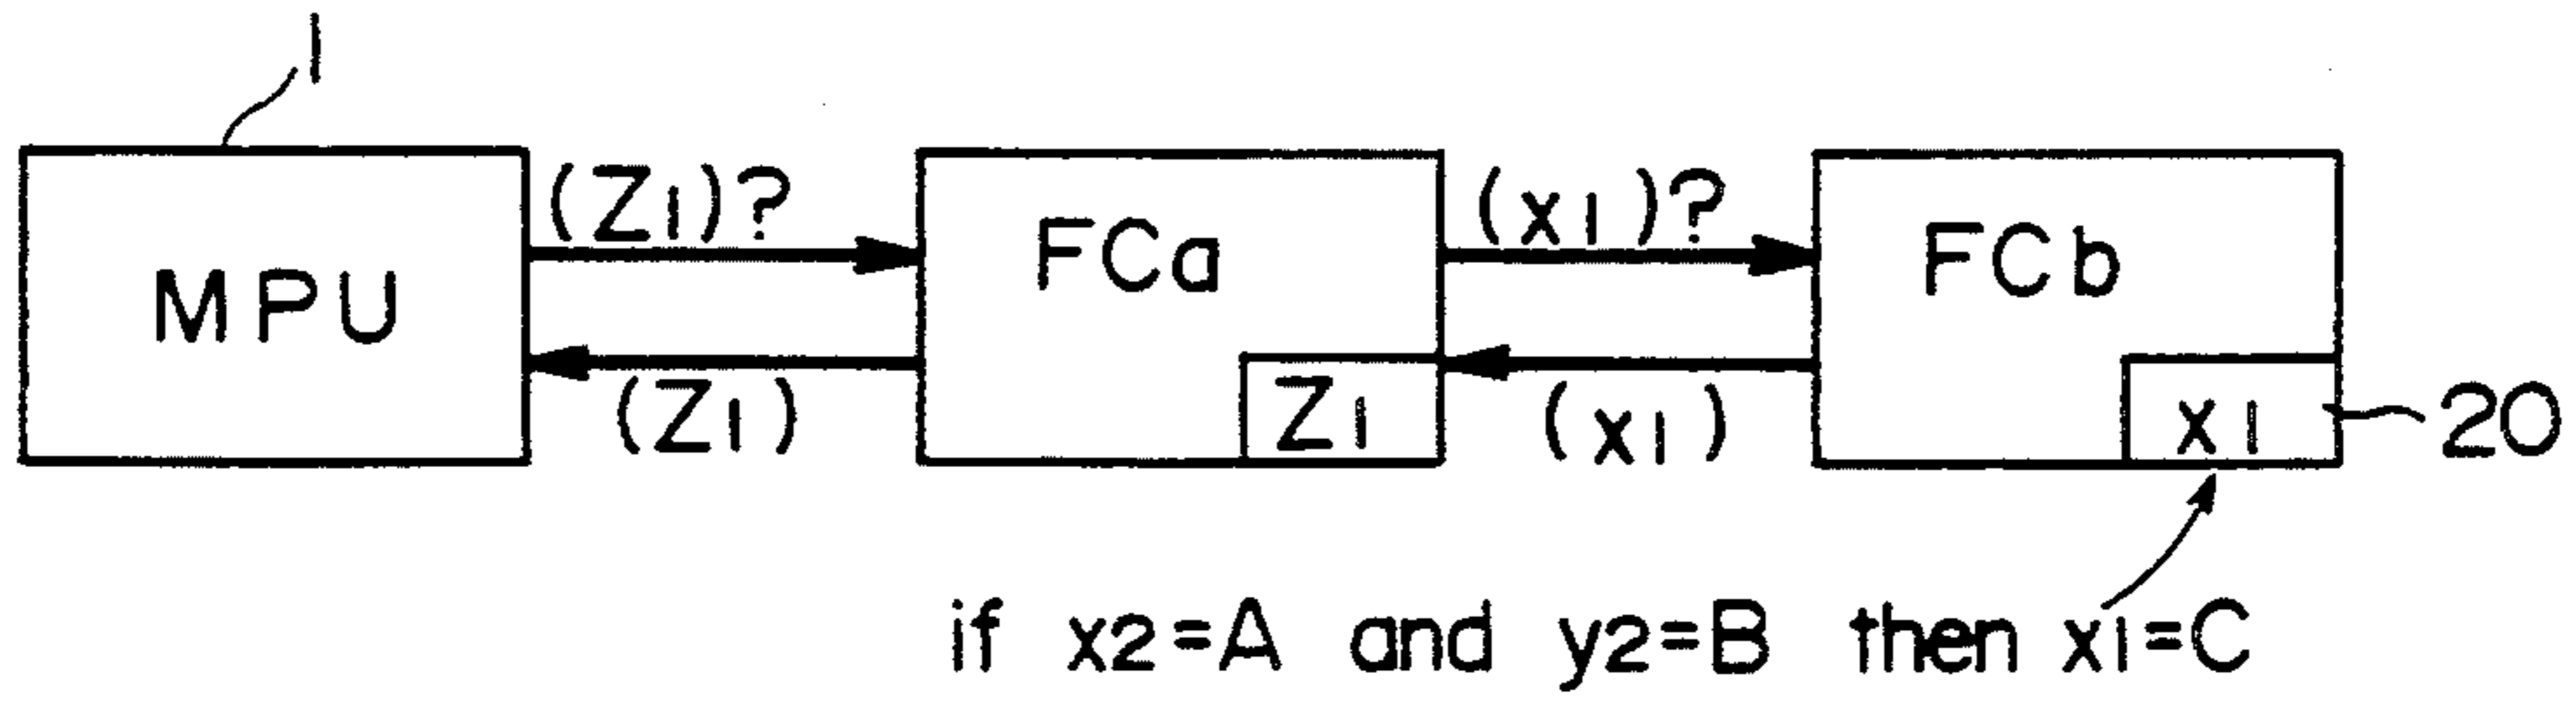 1
MPU
(Z1)?
(Z1)
FCa
Z1
(x1)?
(x1)
FCb
x1
20
if x2=A and y2=B then x1=C